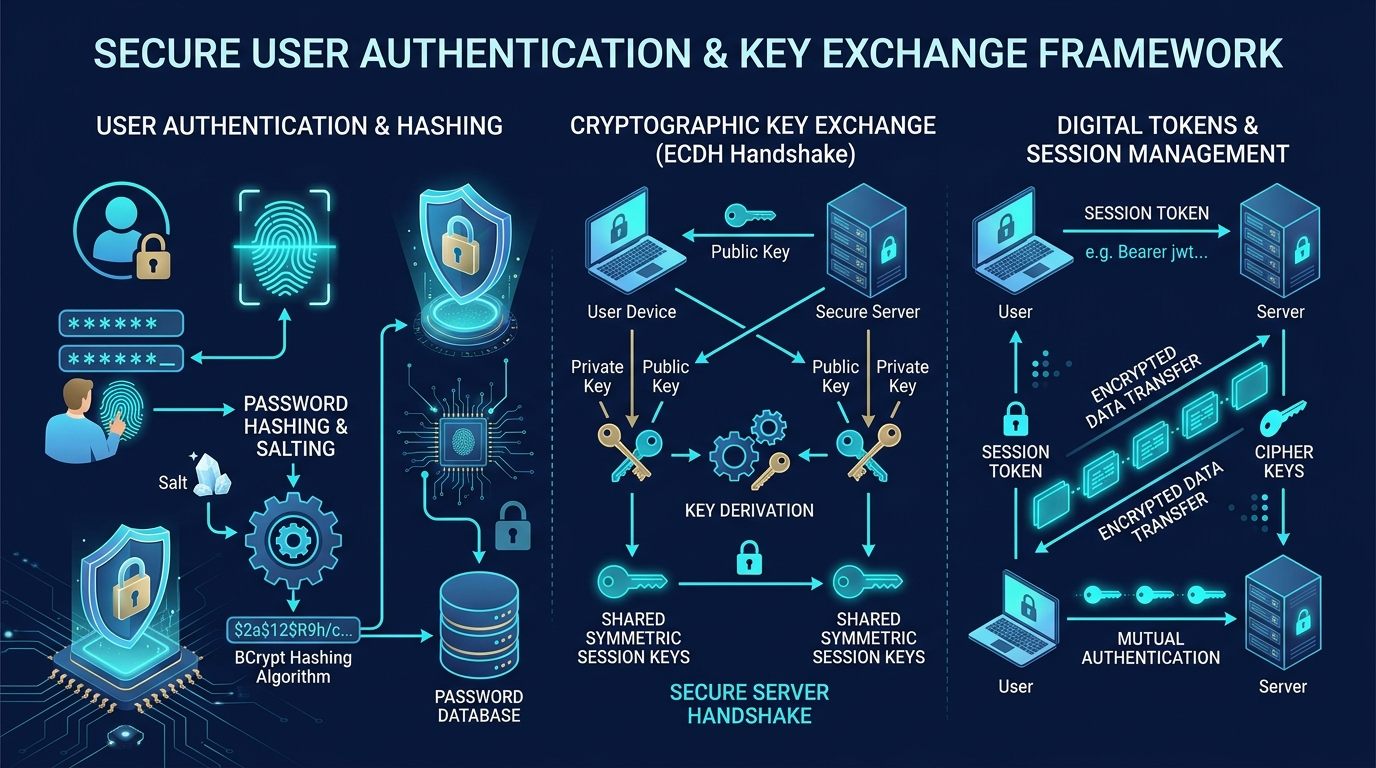 SECURE USER AUTHENTICATION & KEY EXCHANGE FRAMEWORK
USER AUTHENTICATION & HASHING
******
******_
PASSWORD
HASHING &
SALTING
Salt
$2a$12$R9h/c...
BCrypt Hashing
Algorithm
PASSWORD
DATABASE
CRYPTOGRAPHIC KEY EXCHANGE
(ECDH Handshake)
Public Key
User Device
Secure Server
Private
Key
Public
Key
Public
Key
Private
Key
KEY DERIVATION
SHARED
SYMMETRIC
SESSION KEYS
SHARED
SYMMETRIC
SESSION KEYS
SECURE SERVER
HANDSHAKE
DIGITAL TOKENS &
SESSION MANAGEMENT
SESSION TOKEN
e.g. Bearer jwt...
User
Server
ENCRYPTED
DATA TRANSFER
SESSION
TOKEN
CIPHER
KEYS
ENCRYPTED DATA
TRANSFER
MUTUAL
AUTHENTICATION
User
Server